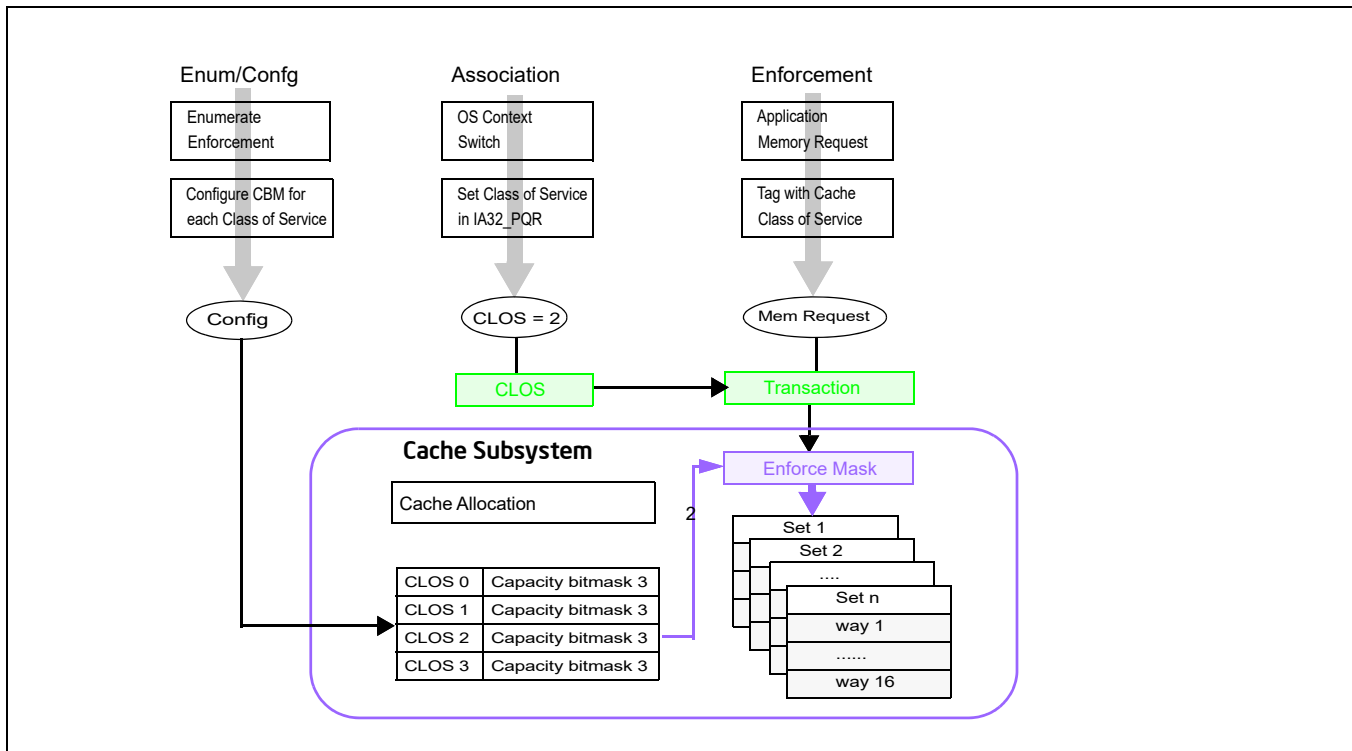 Enum/Confg
Association
Enforcement
Enumerate
Enforcement
OS Context
Switch
Application
Memory Request
Configure CBM for
each Class of Service
Set Class of Service
in IA32_PQR
Tag with Cache
Class of Service
Config
CLOS = 2
Mem Request
CLOS
Transaction
Cache Subsystem
Enforce Mask
Cache Allocation
2
Set 1
Set 2
....
Set n
way 1
......
way 16
CLOS 0 Capacity bitmask 3
CLOS 1 Capacity bitmask 3
CLOS 2 Capacity bitmask 3
CLOS 3 Capacity bitmask 3